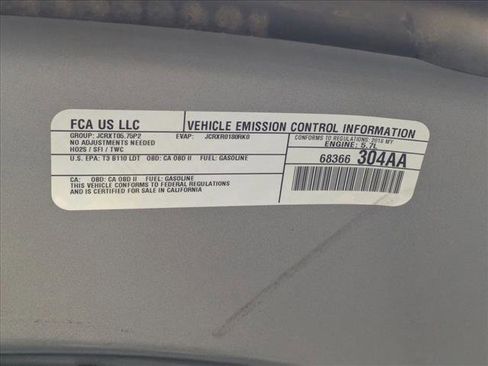 FCA US LLC
VEHICLE EMISSION CONTROL INFORMATION
GROUP: JCRXT05.75P2 EVAP: JCRXR0180RK0
CONFORMS TO REGULATIONS: 2018 MY
NO ADJUSTMENTS NEEDED
ENGINE: 5.7L
HO2S / SFI / TWC
U.S. EPA: T3 B110 LDT OBD: CA OBD II FUEL: GASOLINE
68366 304AA
CA: OBD: CA OBD II FUEL: GASOLINE
THIS VEHICLE CONFORMS TO FEDERAL REGULATIONS
AND IS CERTIFIED FOR SALE IN CALIFORNIA